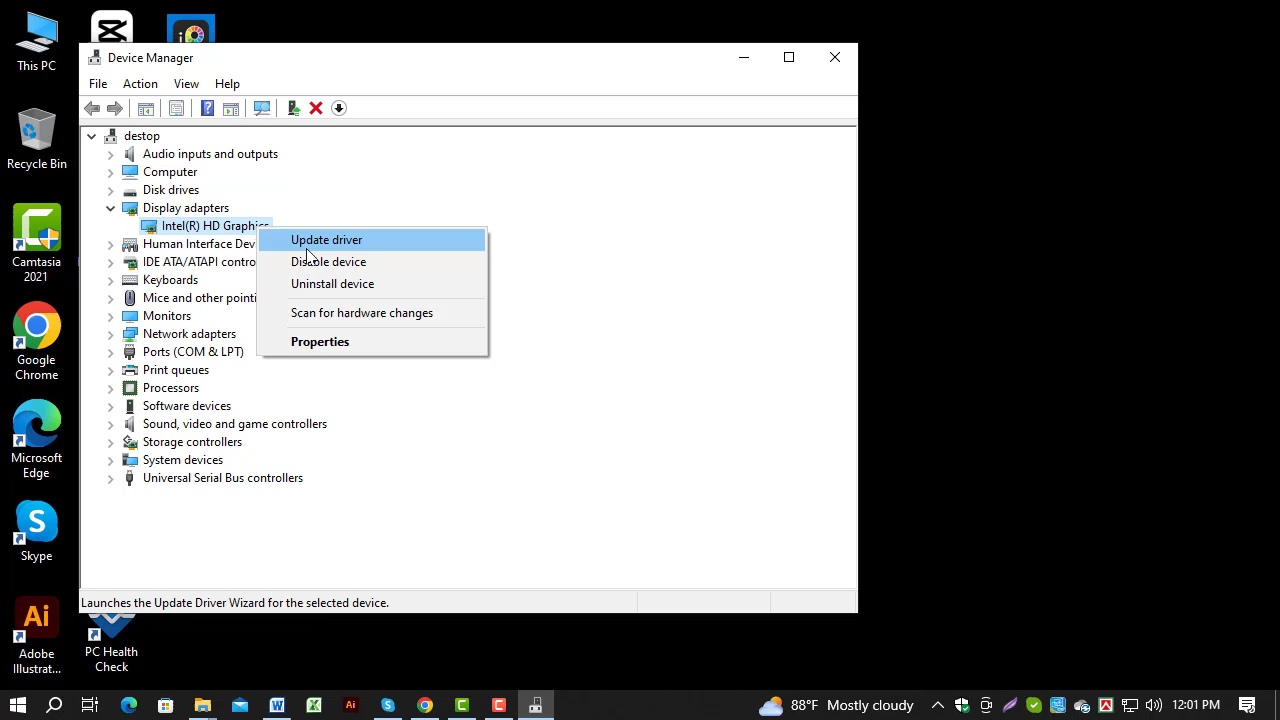 This PC
Recycle Bin
Camtasia
2021
Google
Chrome
Microsoft
Edge
S
Skype
Ai
Adobe
Illustrat...
PC Health
Check
Device Manager
File Action View Help
destop
Audio inputs and outputs
Computer
Disk drives
Display adapters
Intel(R) HD Graphics
Human Interface Dev
IDE ATA/ATAPI contro
Keyboards
Mice and other pointi
Monitors
Network adapters
Ports (COM & LPT)
Print queues
Processors
Software devices
Sound, video and game controllers
Storage controllers
System devices
Universal Serial Bus controllers
Update driver
Disable device
Uninstall device
Scan for hardware changes
Properties
Launches the Update Driver Wizard for the selected device.
88°F Mostly cloudy
12:01 PM